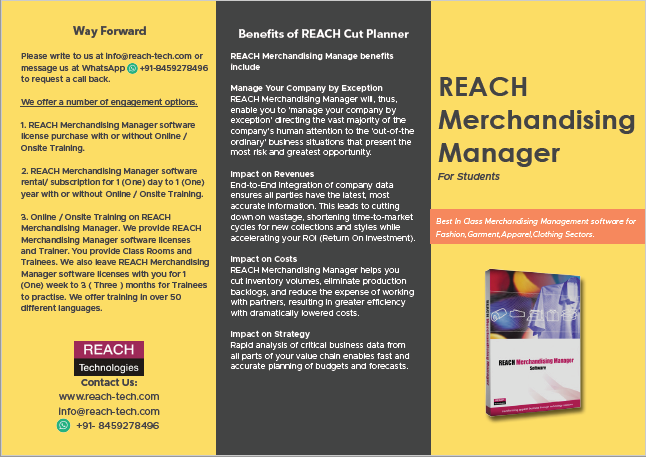 Way Forward
Please write to us at info@reach-tech.com or
message us at WhatsApp +91-8459278496
to request a call back.
We offer a number of engagement options.
1. REACH Merchandising Manager software
license purchase with or without Online /
Onsite Training.
2. REACH Merchandising Manager software
rental/ subscription for 1 (One) day to 1 (One)
year with or without Online / Onsite Training.
3. Online / Onsite Training on REACH
Merchandising Manager. We provide REACH
Merchandising Manager software licenses
and Trainer. You provide Class Rooms and
Trainees. We also leave REACH Merchandising
Manager software licenses with you for 1
(One) week to 3 ( Three ) months for Trainees
to practise. We offer training in over 50
different languages.
REACH
Technologies
Contact Us:
www.reach-tech.com
info@reach-tech.com
+91- 8459278496
Benefits of REACH Cut Planner
REACH Merchandising Manage benefits
include
Manage Your Company by Exception
REACH Merchandising Manager will, thus,
enable you to 'manage your company by
exception' directing the vast majority of the
company's human attention to the 'out-of-the
ordinary' business situations that present the
most risk and greatest opportunity.
Impact on Revenues
End-to-End integration of company data
ensures all parties have the latest, most
accurate information. This leads to cutting
down on wastage, shortening time-to-market
cycles for new collections and styles while
accelerating your ROI (Return On Investment).
Impact on Costs
REACH Merchandising Manager helps you
cut inventory volumes, eliminate production
backlogs, and reduce the expense of working
with partners, resulting in greater efficiency
with dramatically lowered costs.
Impact on Strategy
Rapid analysis of critical business data from
all parts of your value chain enables fast and
accurate planning of budgets and forecasts.
REACH
Merchandising
Manager
For Students
Best In Class Merchandising Management software for
Fashion,Garment,Apparel,Clothing Sectors.
REACH Merchandising Manager
Software